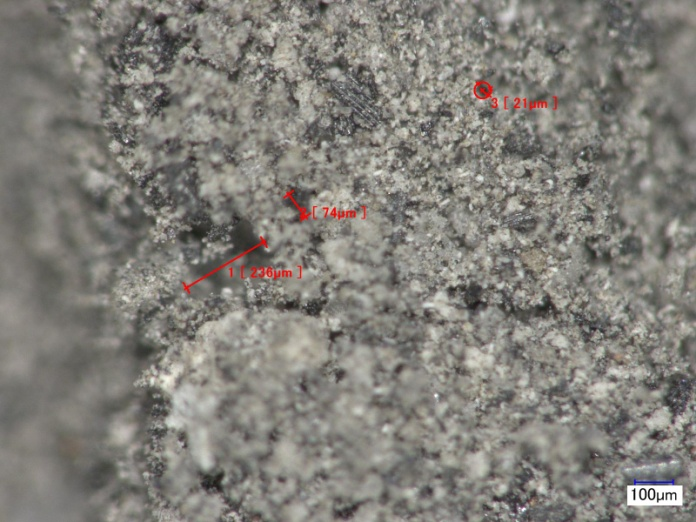 3 [ 21µm ]
[ 74µm ]
1 [ 236µm ]
100µm